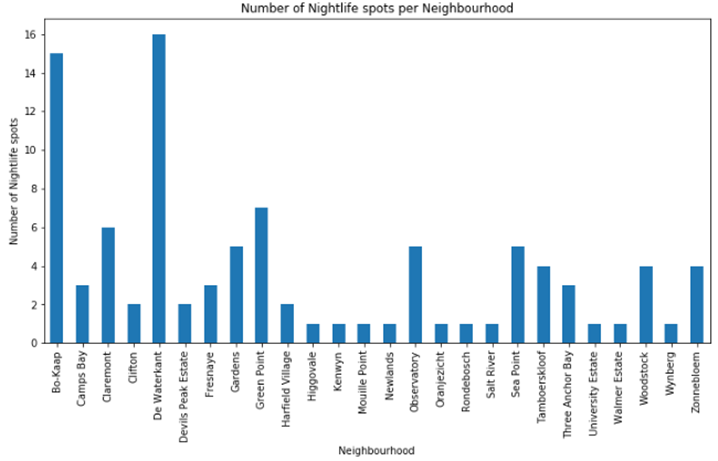 Number of Nightlife spots per Neighbourhood
Number of Nightlife spots
16
14
12
10
8
6
4
2
0
Bo-Kaap
Camps Bay
Claremont
Clifton
De Waterkant
Devils Peak Estate
Fresnaye
Gardens
Green Point
Harfield Village
Higgovale
Kenwyn
Mouille Point
Newlands
Observatory
Oranjezicht
Rondebosch
Salt River
Sea Point
Tamboerskloof
Three Anchor Bay
University Estate
Walmer Estate
Woodstock
Wynberg
Zonnebloem
Neighbourhood